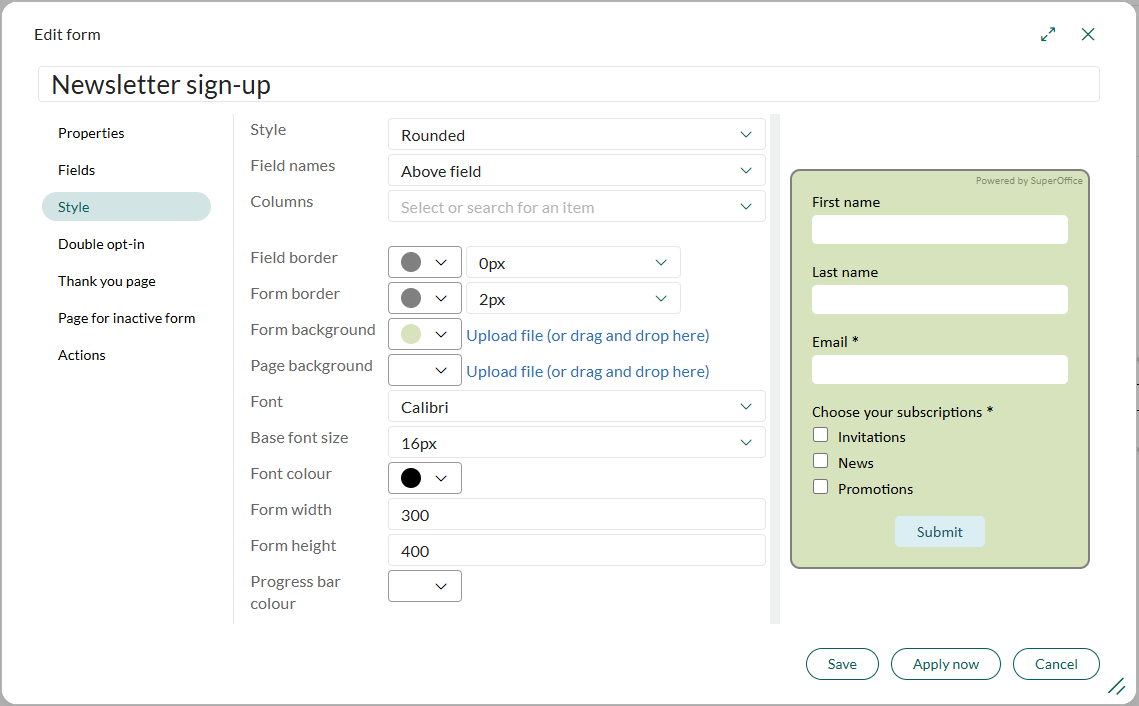 Edit form
Newsletter sign-up
Properties
Fields
Style
Double opt-in
Thank you page
Page for inactive form
Actions
Style
Rounded
Field names
Above field
Columns
Select or search for an item
Field border
0px
Form border
2px
Form background
Upload file (or drag and drop here)
Page background
Upload file (or drag and drop here)
Font
Calibri
Base font size
16px
Font colour
Form width
300
Form height
400
Progress bar
colour
Powered by SuperOffice
First name
Last name
Email *
Choose your subscriptions *
Invitations
News
Promotions
Submit
Save
Apply now
Cancel